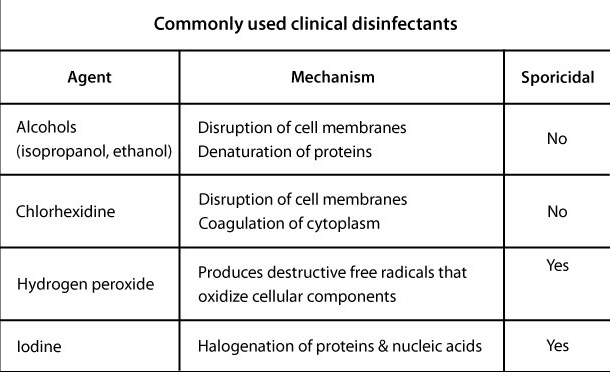 Commonly used clinical disinfectants
Agent Mechanism Sporicidal
Alcohols
(isopropanol, ethanol)
Disruption of cell membranes
Denaturation of proteins
No
Chlorhexidine
Disruption of cell membranes
Coagulation of cytoplasm
No
Hydrogen peroxide
Produces destructive free radicals that
oxidize cellular components
Yes
Iodine
Halogenation of proteins & nucleic acids
Yes